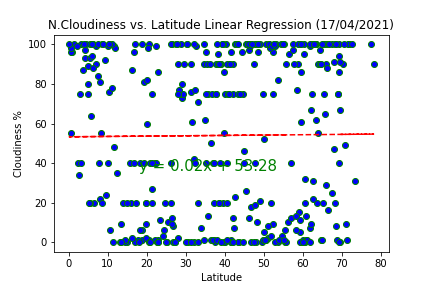 N.Cloudiness vs. Latitude Linear Regression (17/04/2021)
Cloudiness %
100
80
60
40
20
0
y = 0.02x + 53.28
0 10 20 30 40 50 60 70 80
Latitude